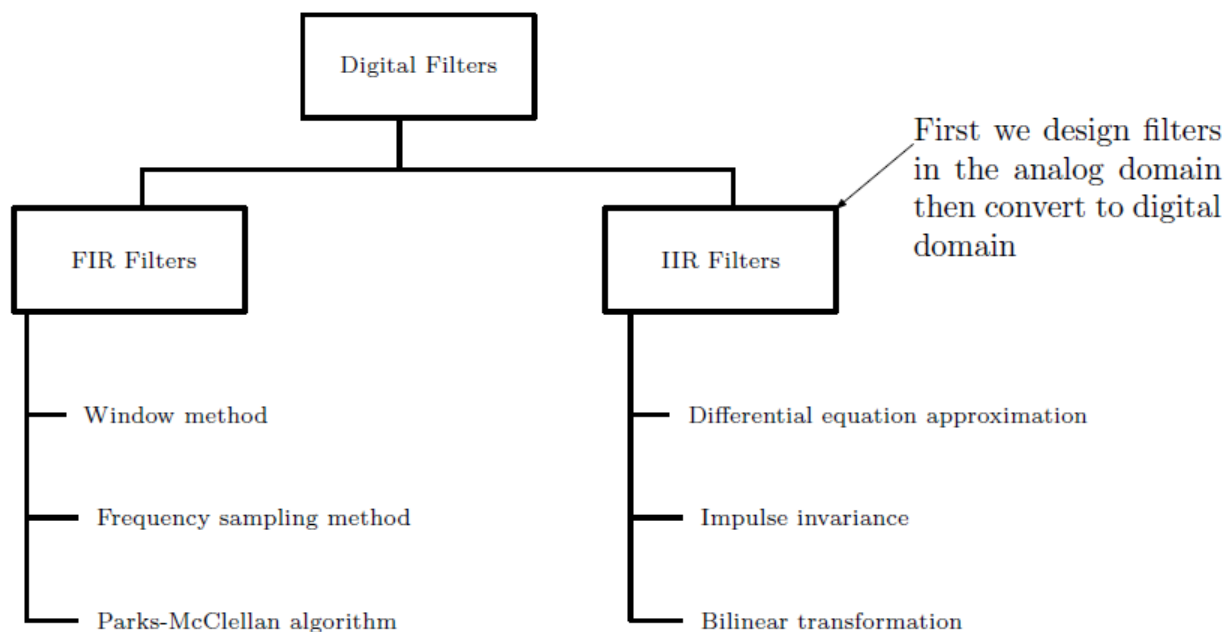 Digital Filters
First we design filters
in the analog domain
then convert to digital
domain
FIR Filters
IIR Filters
Window method
Differential equation approximation
Frequency sampling method
Impulse invariance
Parks-McClellan algorithm
Bilinear transformation